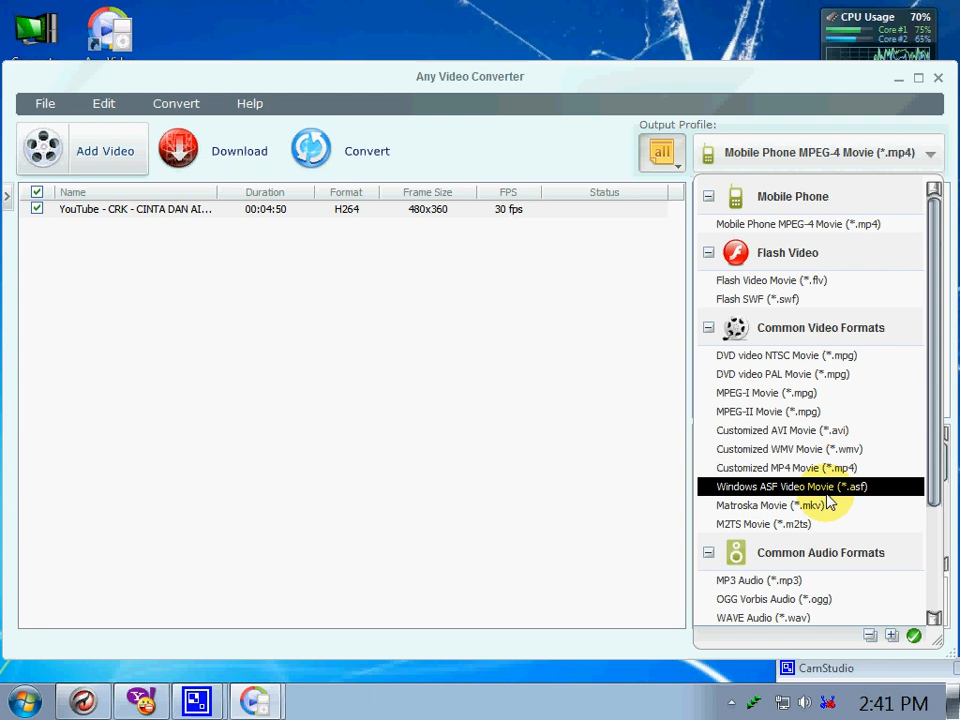 CPU Usage 70%
Core #1 75%
Core #2 65%
Any Video Converter
File Edit Convert Help
Output Profile:
Add Video Download Convert all Mobile Phone MPEG-4 Movie (*.mp4)
Name Duration Format Frame Size FPS Status
YouTube - CRK - CINTA DAN AI... 00:04:50 H264 480x360 30 fps
Mobile Phone
Mobile Phone MPEG-4 Movie (*.mp4)
Flash Video
Flash Video Movie (*.flv)
Flash SWF (*.swf)
Common Video Formats
DVD video NTSC Movie (*.mpg)
DVD video PAL Movie (*.mpg)
MPEG-I Movie (*.mpg)
MPEG-II Movie (*.mpg)
Customized AVI Movie (*.avi)
Customized WMV Movie (*.wmv)
Customized MP4 Movie (*.mp4)
Windows ASF Video Movie (*.asf)
Matroska Movie (*.mkv)
M2TS Movie (*.m2ts)
Common Audio Formats
MP3 Audio (*.mp3)
OGG Vorbis Audio (*.ogg)
WAVE Audio (*.wav)
CamStudio
2:41 PM